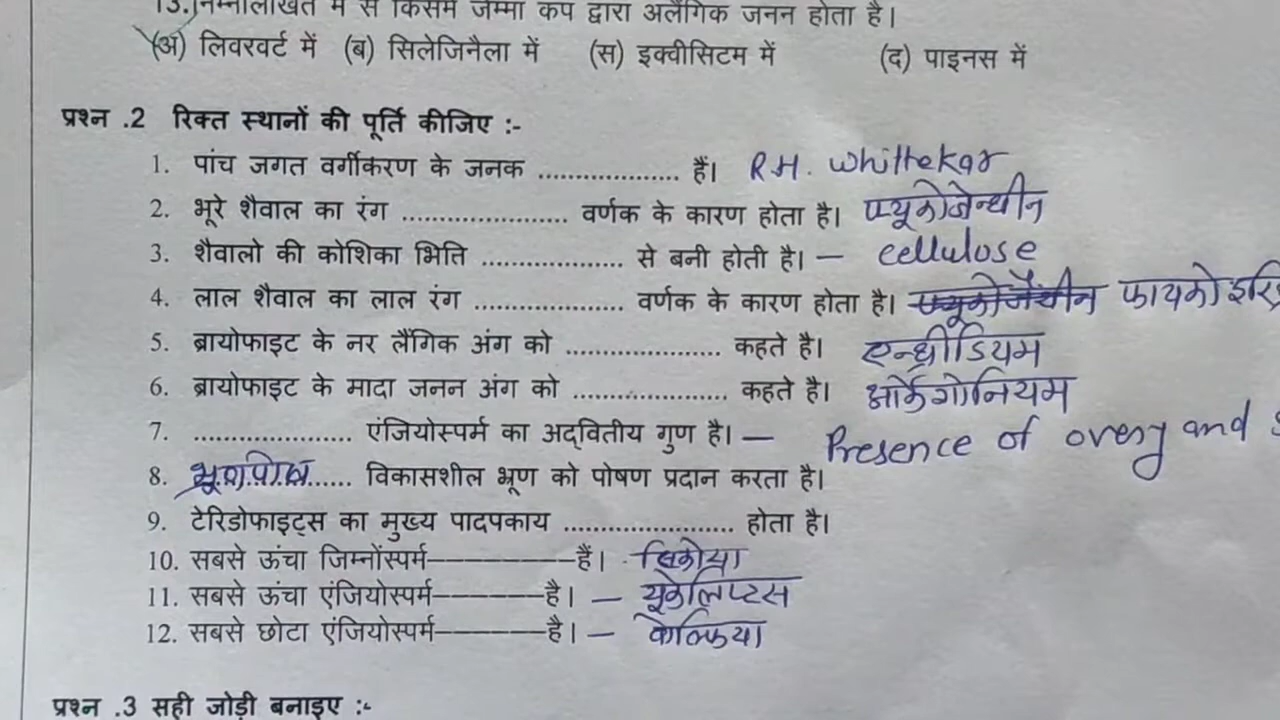 13. निम्नलिखित में से किसमें जेम्मा कप द्वारा अलैंगिक जनन होता है।
(अ) लिवरवर्ट में (ब) सिलेजिनैला में (स) इक्वीसिटम में (द) पाइनस में
प्रश्न .2 रिक्त स्थानों की पूर्ति कीजिए :-
1. पांच जगत वर्गीकरण के जनक .................. हैं। R.H. Whittekar
2. भूरे शैवाल का रंग ..................... वर्णक के कारण होता है। फ्यूकोजेन्थीन
3. शैवालो की कोशिका भिति .................. से बनी होती है। — cellulose
4. लाल शैवाल का लाल रंग ................... वर्णक के कारण होता है। फ्यूकोजैंथीन फायकोइरि
5. ब्रायोफाइट के नर लैंगिक अंग को .................... कहते है। एन्थ्रीडियम
6. ब्रायोफाइट के मादा जनन अंग को .................... कहते है। आर्केगोनियम
7. .................... एंजियोस्पर्म का अद्वितीय गुण है। — Presence of overy and
8. भ्रूणपोष...... विकासशील भ्रूण को पोषण प्रदान करता है।
9. टेरिडोफाइट्स का मुख्य पादपकाय ...................... होता है।
10. सबसे ऊंचा जिम्नोंस्पर्म————————हैं। - सिकोया
11. सबसे ऊंचा एंजियोस्पर्म——————है। — यूकेलिप्टस
12. सबसे छोटा एंजियोस्पर्म——————है। — वोल्फिया
प्रश्न .3 सही जोड़ी बनाइए :-